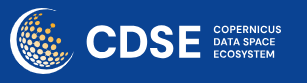 CDSE
COPERNICUS
DATA SPACE
ECOSYSTEM